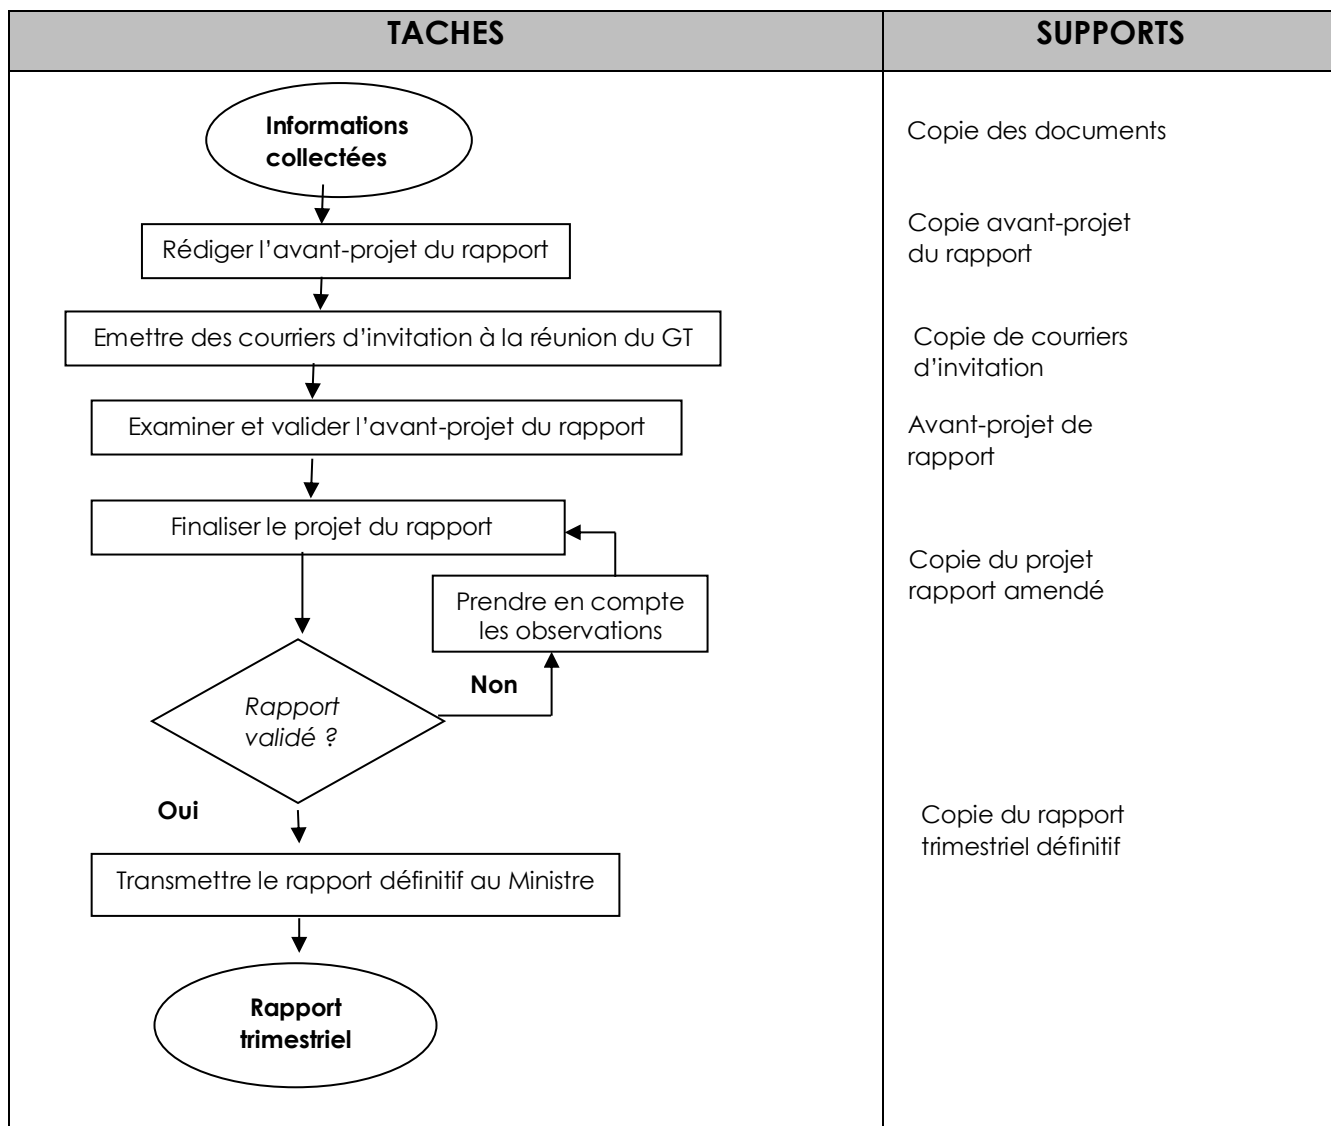 TACHES
SUPPORTS
Informations
collectées
Copie des documents
Rédiger l'avant-projet du rapport
Copie avant-projet
du rapport
Emettre des courriers d'invitation à la réunion du GT
Copie de courriers
d'invitation
Examiner et valider l'avant-projet du rapport
Avant-projet de
rapport
Finaliser le projet du rapport
Copie du projet
rapport amendé
Prendre en compte
les observations
Non
Rapport
validé ?
Oui
Copie du rapport
trimestriel définitif
Transmettre le rapport définitif au Ministre
Rapport
trimestriel